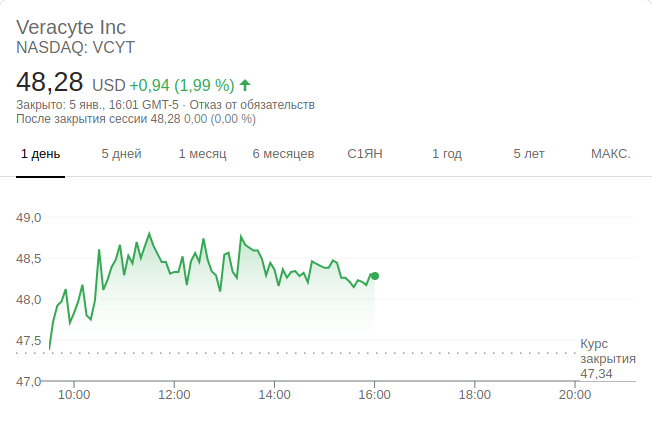 Veracyte Inc
NASDAQ: VCYT
48,28 USD +0,94 (1,99 %)
Закрыто: 5 янв., 16:01 GMT-5 · Отказ от обязательств
После закрытия сессии 48,28 0,00 (0,00 %)
1 день 5 дней 1 месяц 6 месяцев С1ЯН 1 год 5 лет МАКС.
49,0
48,5
48,0
47,5
Курс
закрытия
47,34
47,0
10:00 12:00 14:00 16:00 18:00 20:00